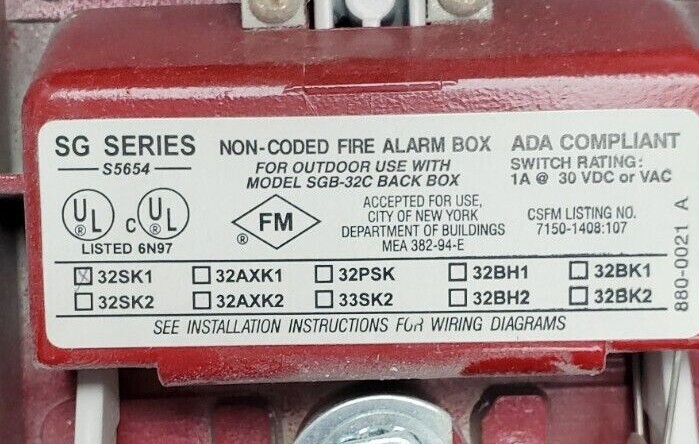 SG SERIES NON-CODED FIRE ALARM BOX ADA COMPLIANT
S5654
FOR OUTDOOR USE WITH
MODEL SGB-32C BACK BOX
SWITCH RATING:
1A @ 30 VDC or VAC
UL ® C UL ®
LISTED 6N97
FM ®
ACCEPTED FOR USE,
CITY OF NEW YORK
DEPARTMENT OF BUILDINGS
MEA 382-94-E
CSFM LISTING NO.
7150-1408:107
☒ 32SK1 ☐ 32AXK1 ☐ 32PSK ☐ 32BH1 ☐ 32BK1
☐ 32SK2 ☐ 32AXK2 ☐ 33SK2 ☐ 32BH2 ☐ 32BK2
SEE INSTALLATION INSTRUCTIONS FOR WIRING DIAGRAMS
880-0021 A